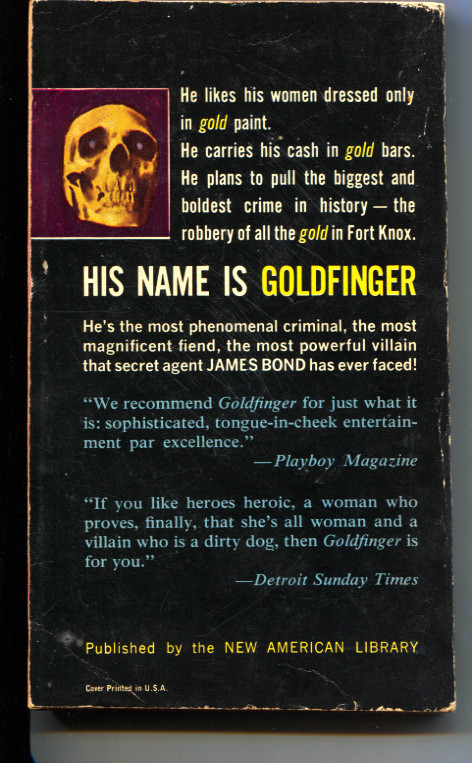 He likes his women dressed only
in gold paint.
He carries his cash in gold bars.
He plans to pull the biggest and
boldest crime in history — the
robbery of all the gold in Fort Knox.
HIS NAME IS GOLDFINGER
He's the most phenomenal criminal, the most
magnificent fiend, the most powerful villain
that secret agent JAMES BOND has ever faced!
“We recommend Goldfinger for just what it
is: sophisticated, tongue-in-cheek entertain-
ment par excellence.”
—Playboy Magazine
“If you like heroes heroic, a woman who
proves, finally, that she's all woman and a
villain who is a dirty dog, then Goldfinger is
for you.”
—Detroit Sunday Times
Published by the NEW AMERICAN LIBRARY
Cover Printed in U.S.A.